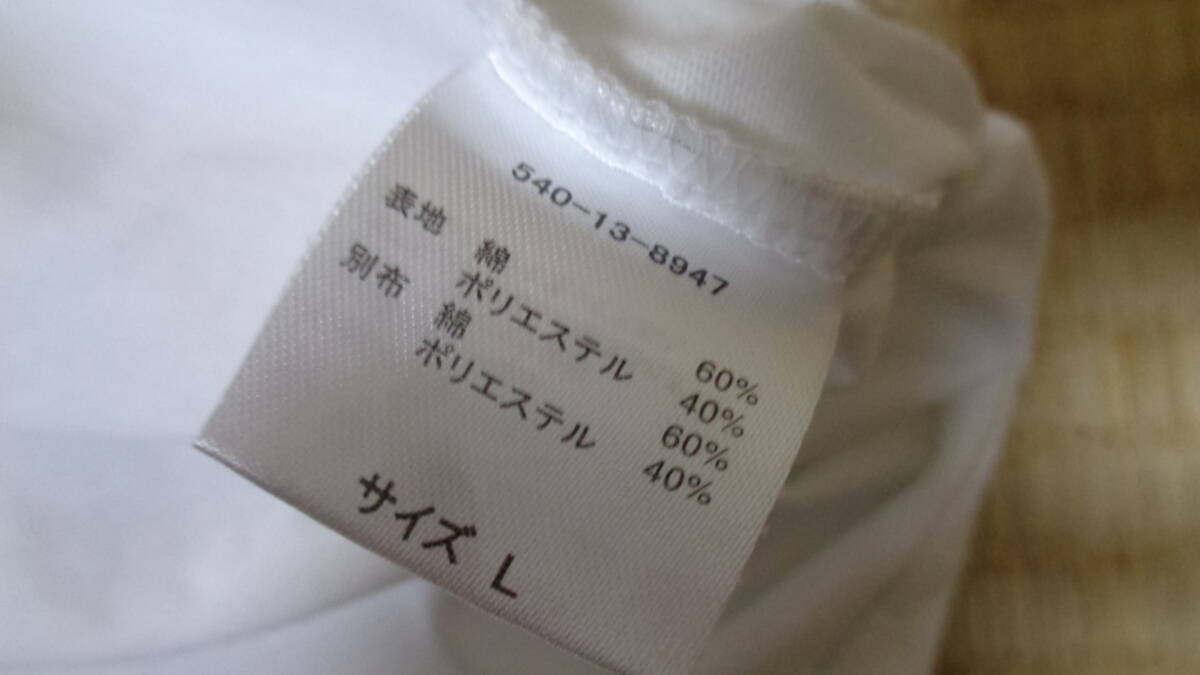 540-13-8947
表地 綿 60%
ポリエステル 40%
別布 綿 60%
ポリエステル 40%
サイズ L